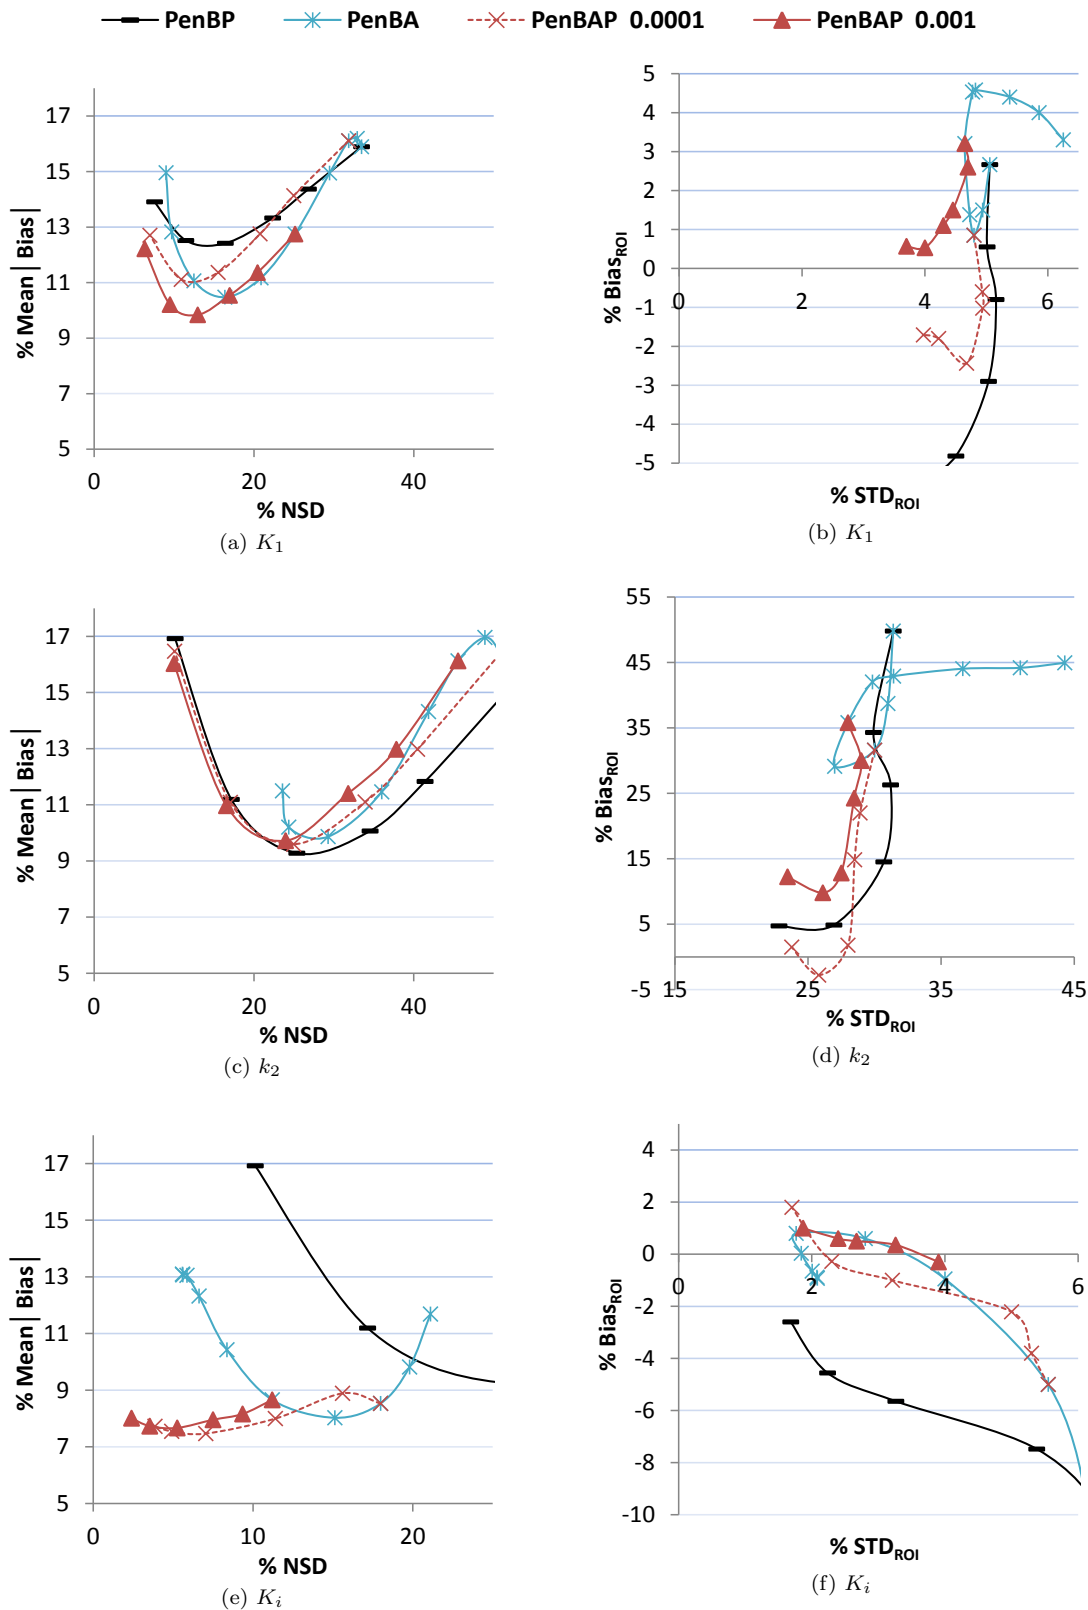 PenBP PenBA PenBAP 0.0001 PenBAP 0.001
17
15
13
11
9
7
5
0 20 40
% Mean | Bias |
% NSD
(a) K1
5
4
3
2
1
0
-1
-2
-3
-4
-5
0 2 4 6
% BiasROI
% STDROI
(b) K1
17
15
13
11
9
7
5
0 20 40
% Mean | Bias |
% NSD
(c) k2
55
45
35
25
15
5
-5
15 25 35 45
% BiasROI
% STDROI
(d) k2
17
15
13
11
9
7
5
0 10 20
% Mean | Bias |
% NSD
(e) Ki
4
2
0
-2
-4
-6
-8
-10
0 2 4 6
% BiasROI
% STDROI
(f) Ki